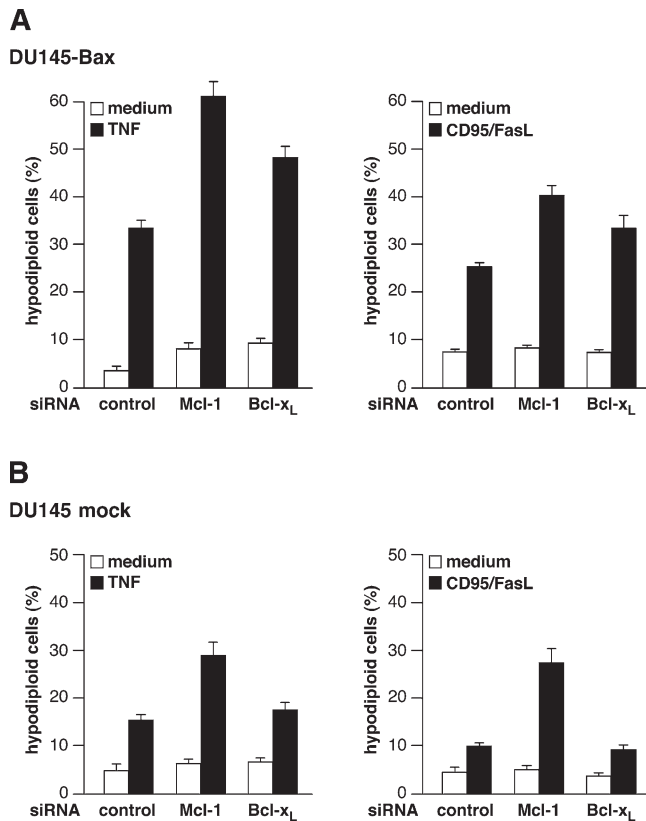 A
DU145-Bax
60
50
40
30
20
10
0
hypodiploid cells (%)
medium
TNF
siRNA control Mcl-1 Bcl-xL
60
50
40
30
20
10
0
hypodiploid cells (%)
medium
CD95/FasL
siRNA control Mcl-1 Bcl-xL
B
DU145 mock
50
40
30
20
10
0
hypodiploid cells (%)
medium
TNF
siRNA control Mcl-1 Bcl-xL
50
40
30
20
10
0
hypodiploid cells (%)
medium
CD95/FasL
siRNA control Mcl-1 Bcl-xL